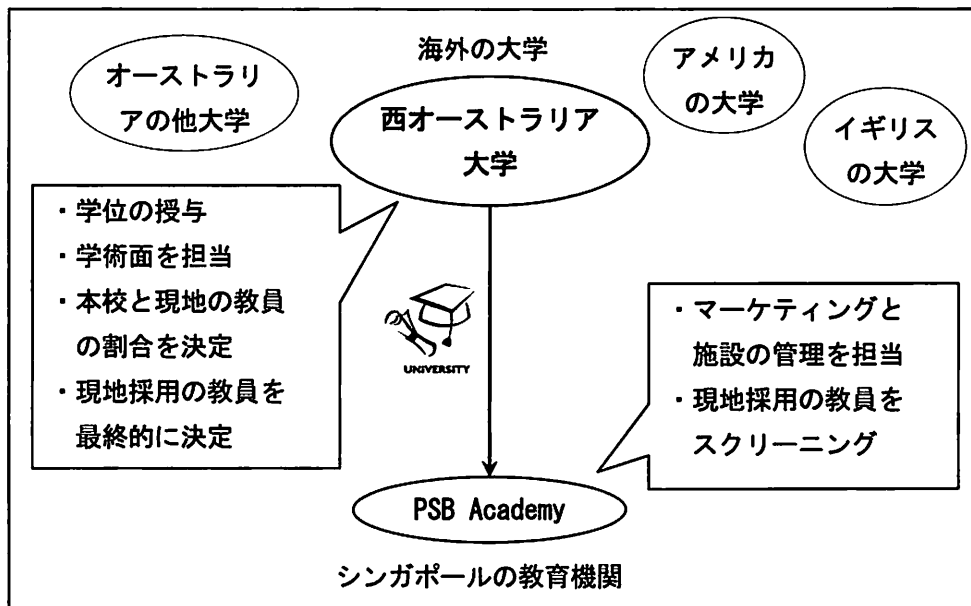 海外の大学
オーストラリ
アの他大学
西オーストラリア
大学
アメリカ
の大学
イギリス
の大学
・学位の授与
・学術面を担当
・本校と現地の教員
の割合を決定
・現地採用の教員を
最終的に決定
UNIVERSITY
・マーケティングと
施設の管理を担当
・現地採用の教員を
スクリーニング
PSB Academy
シンガポールの教育機関